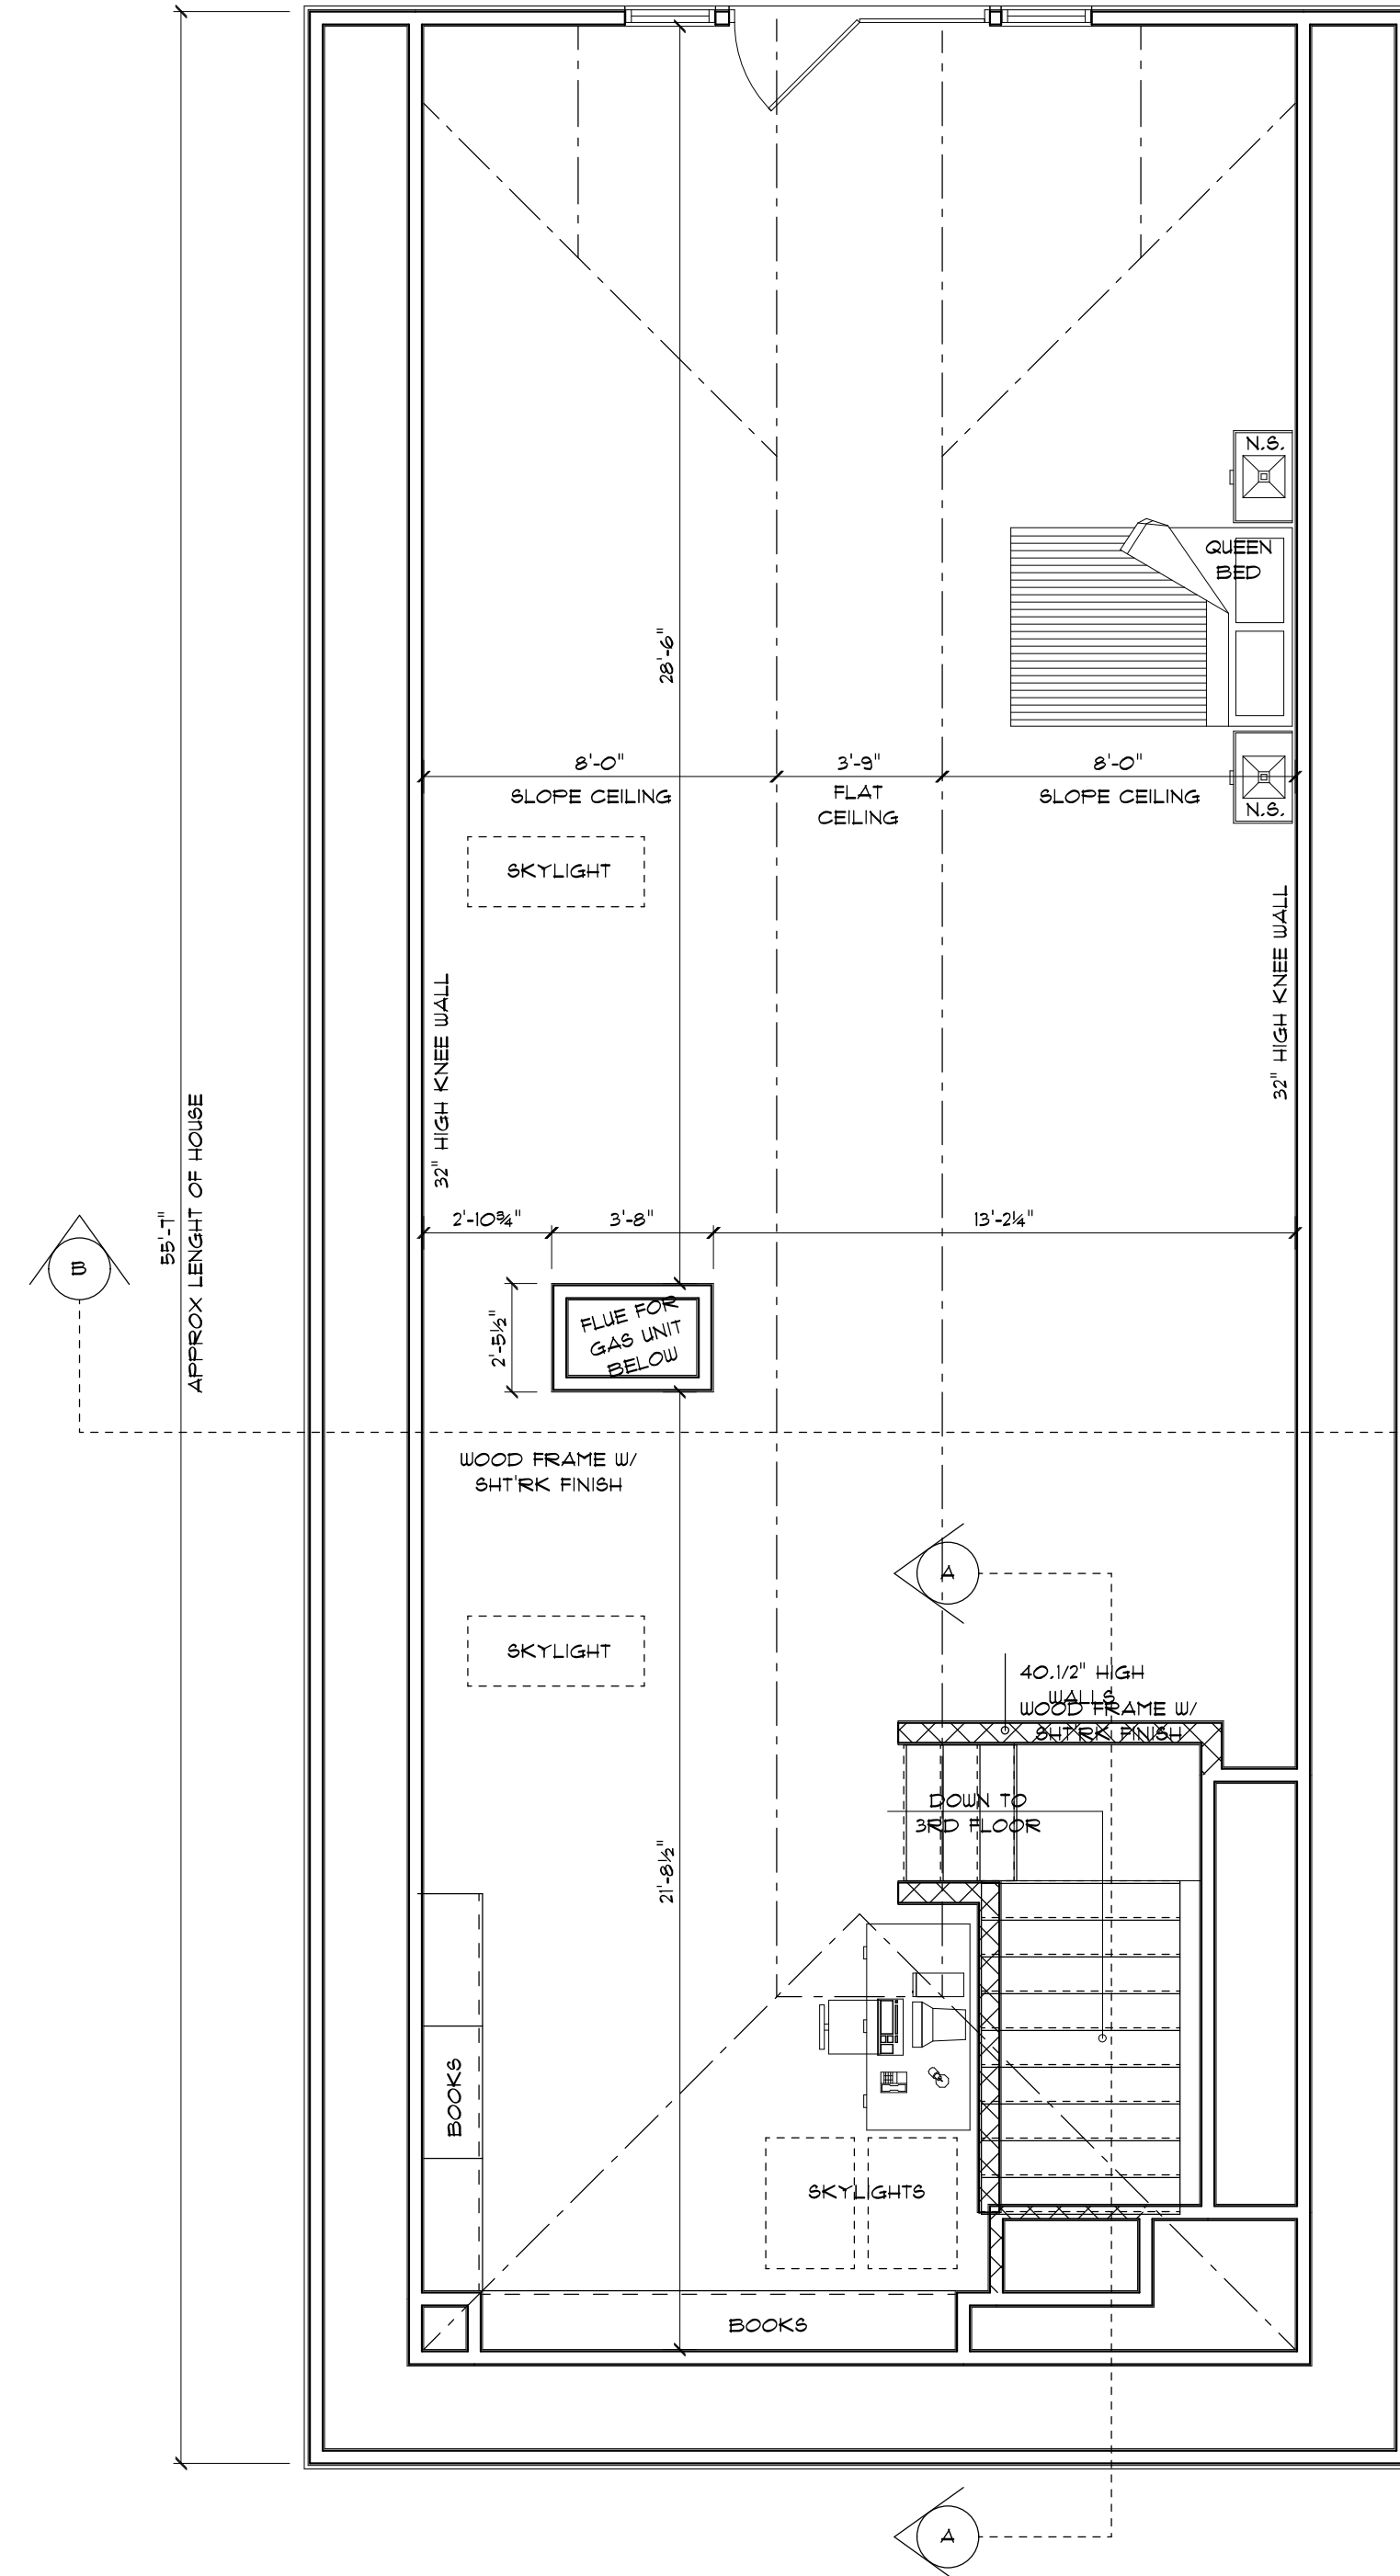 N.S.
QUEEN
BED
28'-6"
8'-0"
SLOPE CEILING
3'-9"
FLAT
CEILING
8'-0"
SLOPE CEILING
N.S.
SKYLIGHT
32" HIGH KNEE WALL
32" HIGH KNEE WALL
55'-7"
APPROX LENGHT OF HOUSE
2'-10¾"
3'-8"
13'-2¼"
B
2'-5½"
FLUE FOR
GAS UNIT
BELOW
WOOD FRAME W/
SHT'RK FINISH
A
SKYLIGHT
40.1/2" HIGH
WALLS
WOOD FRAME W/
SHT'RK FINISH
DOWN TO
3RD FLOOR
21'-8½"
BOOKS
SKYLIGHTS
BOOKS
A